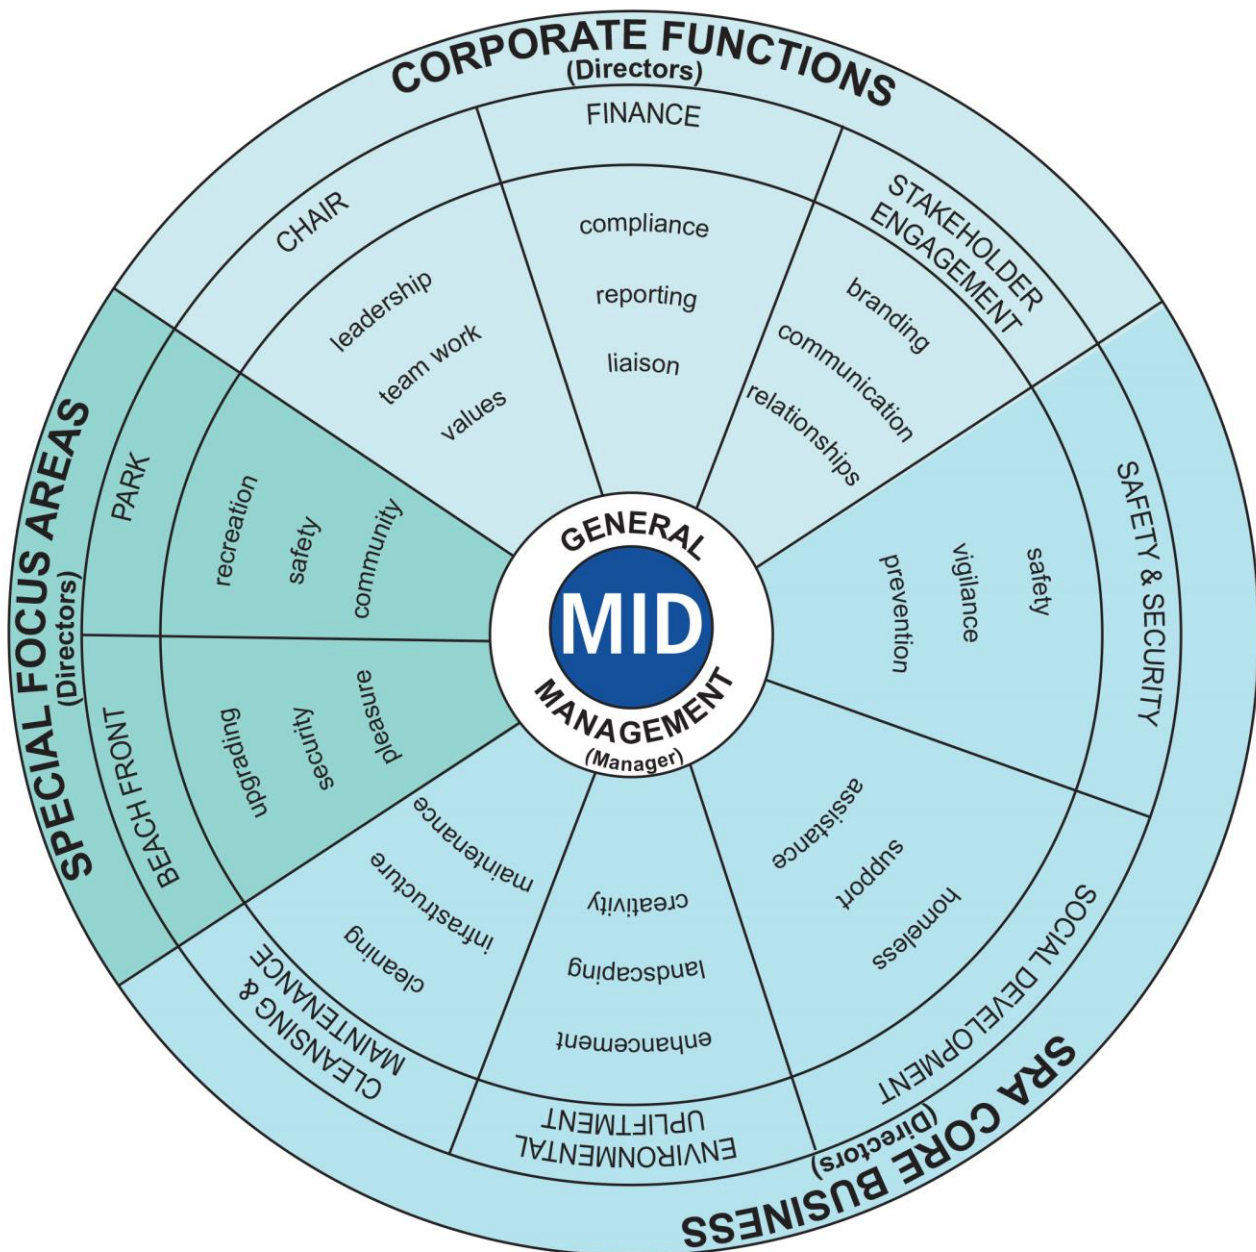 CORPORATE FUNCTIONS
(Directors)
CHAIR
leadership
team work
values
FINANCE
compliance
reporting
liaison
STAKEHOLDER
ENGAGEMENT
branding
communication
relationships
SRA CORE BUSINESS
(Directors)
SAFETY & SECURITY
safety
vigilance
prevention
SOCIAL DEVELOPMENT
homeless
support
assistance
ENVIRONMENTAL
UPLIFTMENT
enhancement
landscaping
creativity
CLEANSING &
MAINTENANCE
cleaning
infrastructure
maintenance
SPECIAL FOCUS AREAS
(Directors)
BEACH FRONT
upgrading
security
pleasure
PARK
recreation
safety
community
GENERAL
MID
MANAGEMENT
(Manager)